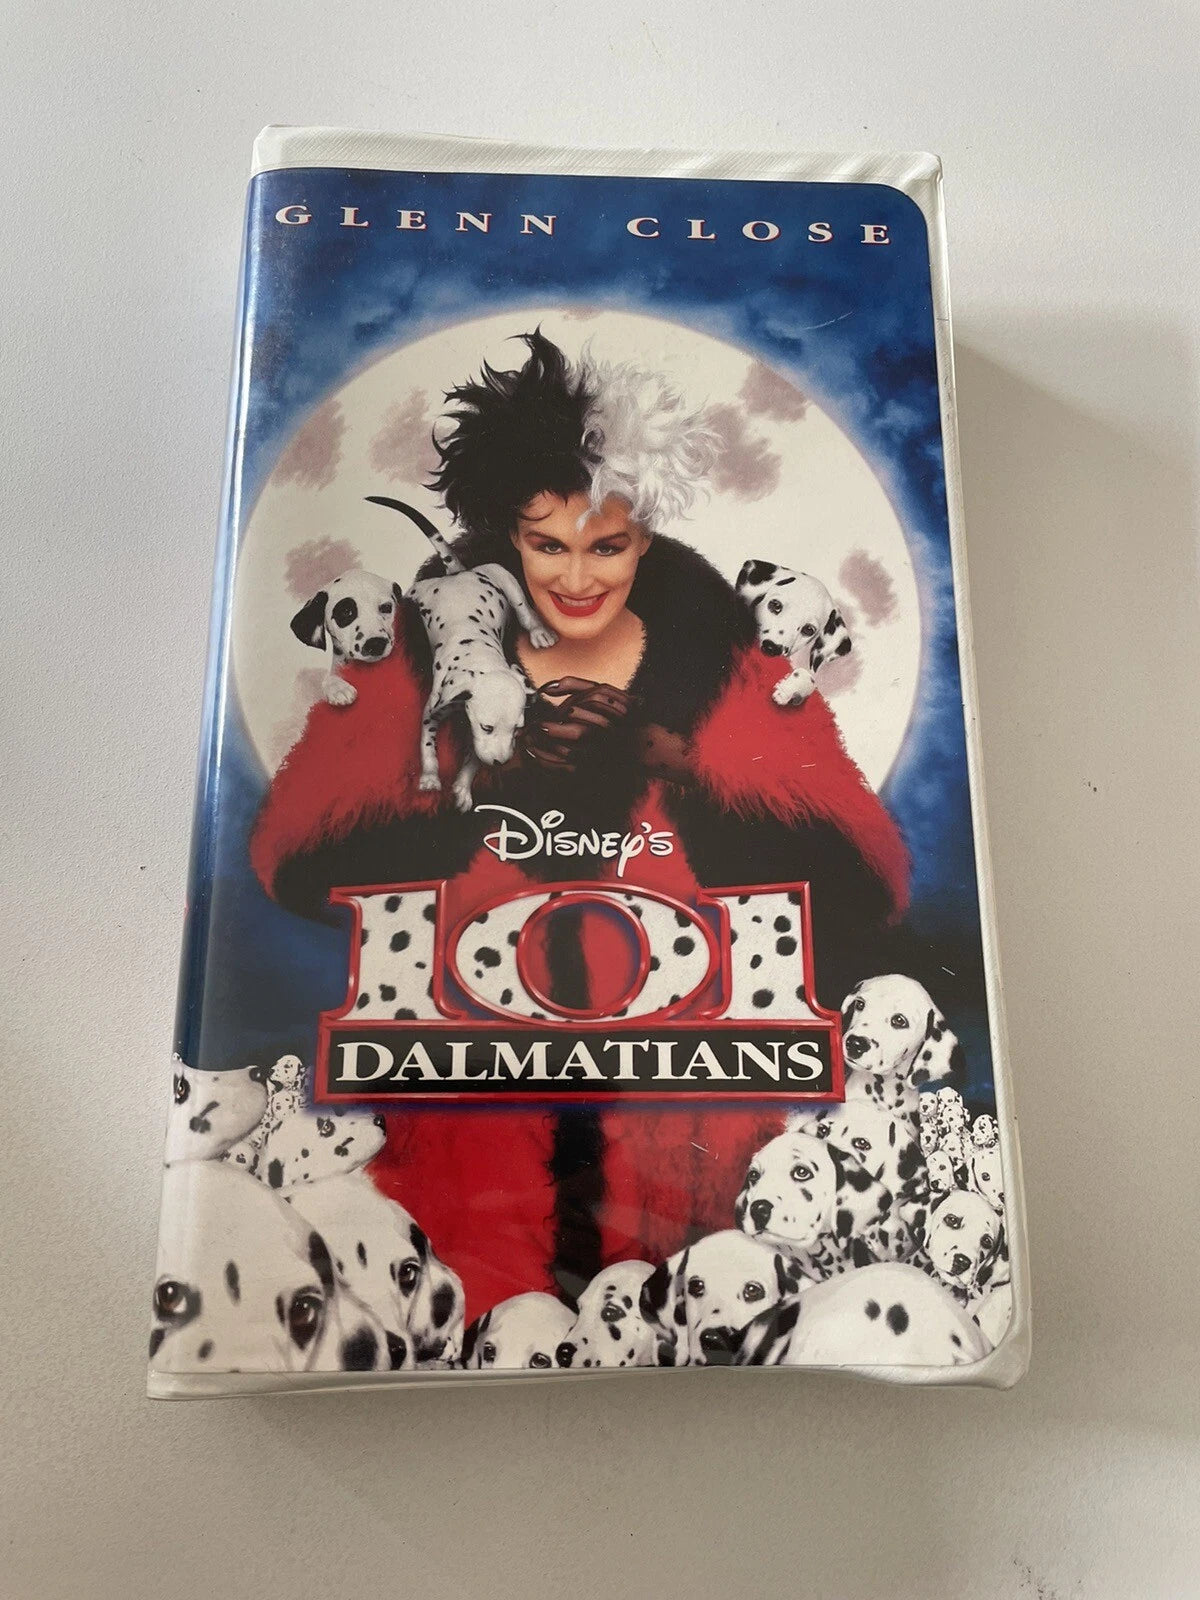 GLENN CLOSE
DISNEY'S
101
DALMATIANS